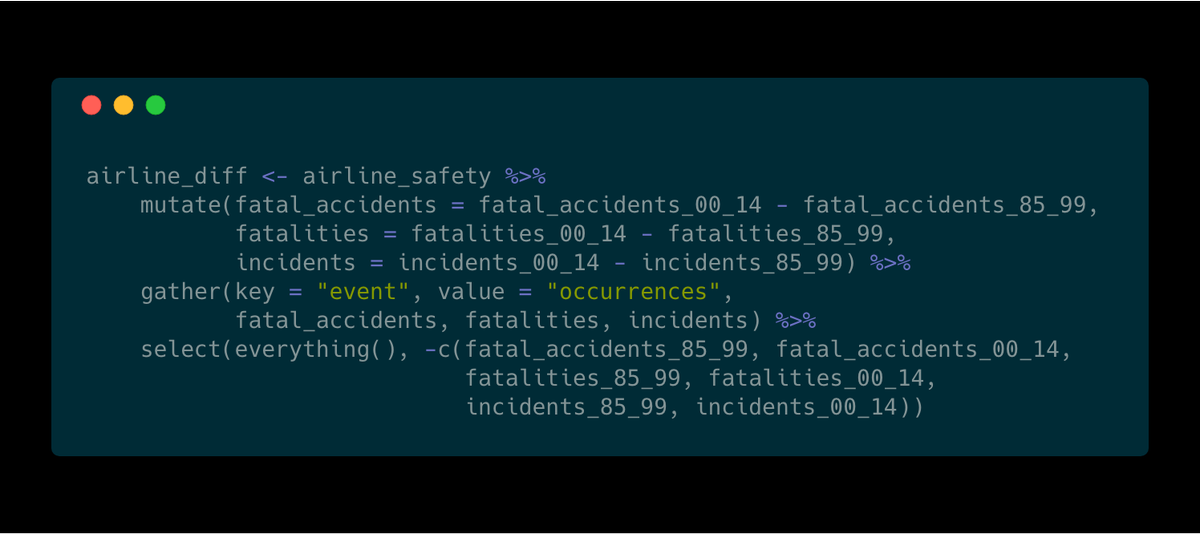 airline_diff <- airline_safety %>%
    mutate(fatal_accidents = fatal_accidents_00_14 - fatal_accidents_85_99,
           fatalities = fatalities_00_14 - fatalities_85_99,
           incidents = incidents_00_14 - incidents_85_99) %>%
    gather(key = "event", value = "occurrences",
           fatal_accidents, fatalities, incidents) %>%
    select(everything(), -c(fatal_accidents_85_99, fatal_accidents_00_14,
                            fatalities_85_99, fatalities_00_14,
                            incidents_85_99, incidents_00_14))